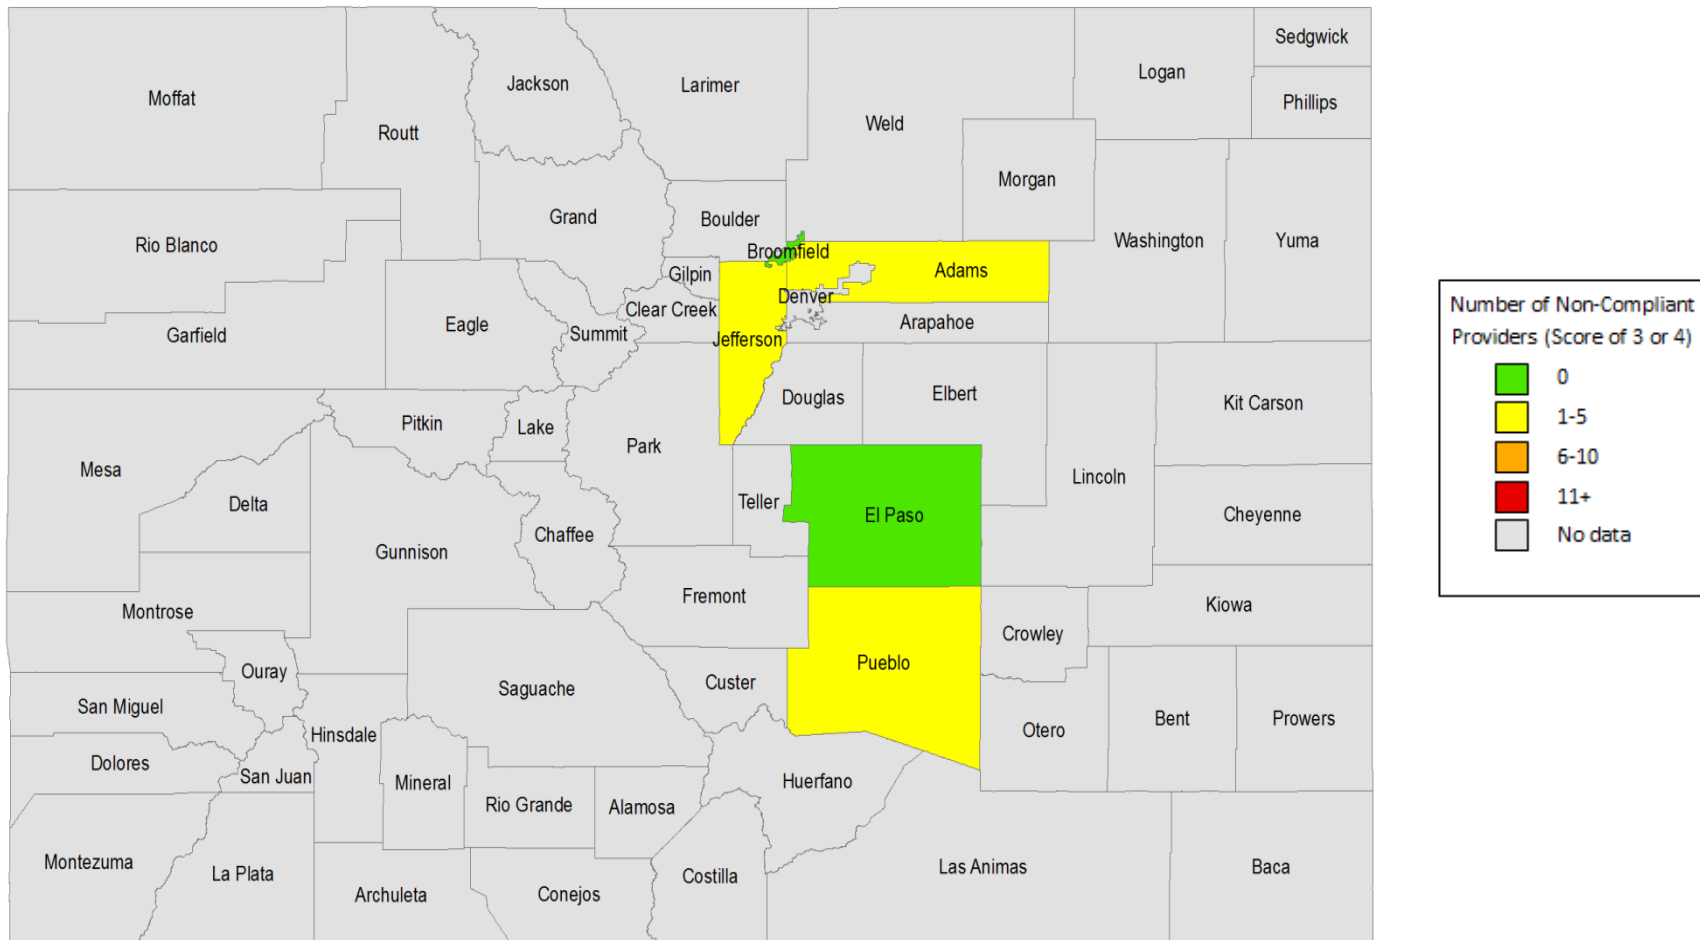 Sedgwick
Logan
Jackson
Larimer
Moffat
Phillips
Weld
Routt
Morgan
Grand
Boulder
Washington
Yuma
Rio Blanco
Broomfield
Adams
Gilpin
Denver
Clear Creek
Arapahoe
Eagle
Summit
Garfield
Jefferson
Douglas
Elbert
Kit Carson
Pitkin
Lake
Park
Mesa
Lincoln
Teller
Delta
El Paso
Cheyenne
Chaffee
Gunnison
Fremont
Kiowa
Montrose
Crowley
Pueblo
Ouray
Custer
Saguache
San Miguel
Bent
Prowers
Otero
Hinsdale
Dolores
San Juan
Mineral
Huerfano
Rio Grande
Alamosa
Montezuma
La Plata
Las Animas
Baca
Costilla
Archuleta
Conejos
Number of Non-Compliant
Providers (Score of 3 or 4)
0
1-5
6-10
11+
No data